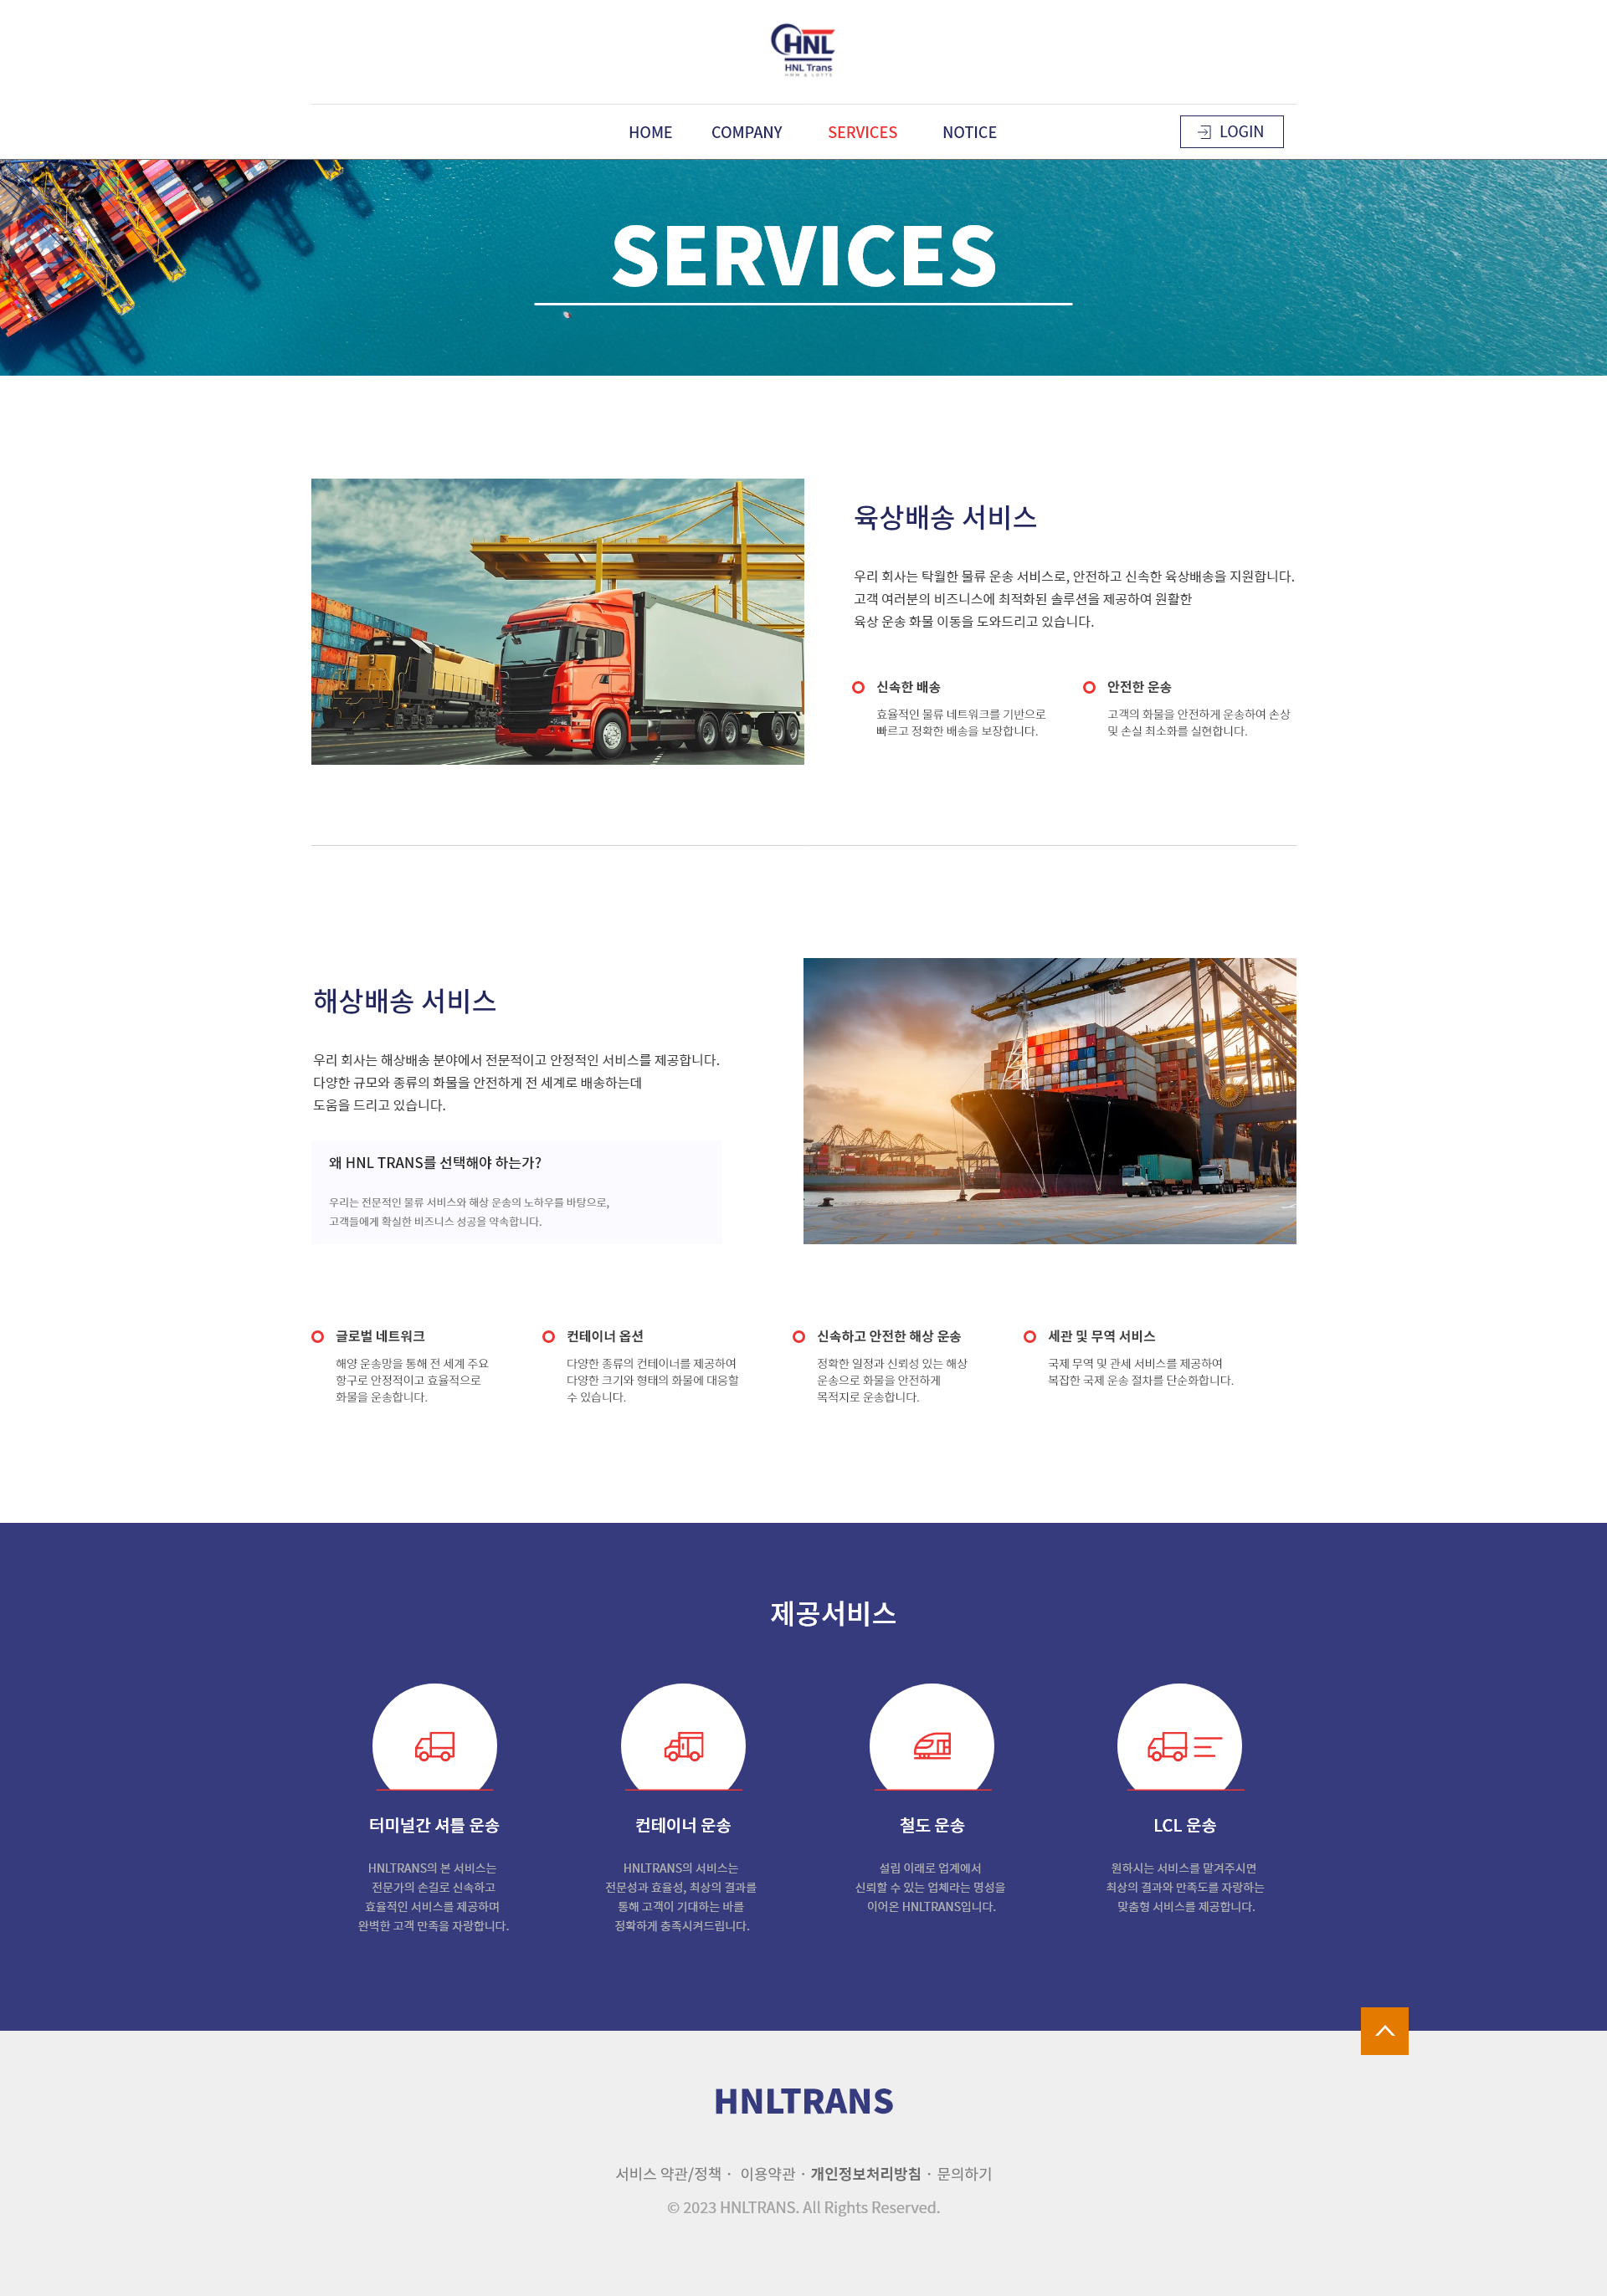 HNL
HNL Trans
HMM & LOTTE
HOME
COMPANY
SERVICES
NOTICE
LOGIN
SERVICES
육상배송 서비스
우리 회사는 탁월한 물류 운송 서비스로, 안전하고 신속한 육상배송을 지원합니다.
고객 여러분의 비즈니스에 최적화된 솔루션을 제공하여 원활한
육상 운송 화물 이동을 도와드리고 있습니다.
신속한 배송
효율적인 물류 네트워크를 기반으로
빠르고 정확한 배송을 보장합니다.
안전한 운송
고객의 화물을 안전하게 운송하여 손상
및 손실 최소화를 실현합니다.
해상배송 서비스
우리 회사는 해상배송 분야에서 전문적이고 안정적인 서비스를 제공합니다.
다양한 규모와 종류의 화물을 안전하게 전 세계로 배송하는데
도움을 드리고 있습니다.
왜 HNL TRANS를 선택해야 하는가?
우리는 전문적인 물류 서비스와 해상 운송의 노하우를 바탕으로,
고객들에게 확실한 비즈니스 성공을 약속합니다.
글로벌 네트워크
해양 운송망을 통해 전 세계 주요
항구로 안정적이고 효율적으로
화물을 운송합니다.
컨테이너 옵션
다양한 종류의 컨테이너를 제공하여
다양한 크기와 형태의 화물에 대응할
수 있습니다.
신속하고 안전한 해상 운송
정확한 일정과 신뢰성 있는 해상
운송으로 화물을 안전하게
목적지로 운송합니다.
세관 및 무역 서비스
국제 무역 및 관세 서비스를 제공하여
복잡한 국제 운송 절차를 단순화합니다.
제공서비스
터미널간 셔틀 운송
HNLTRANS의 본 서비스는
전문가의 손길로 신속하고
효율적인 서비스를 제공하며
완벽한 고객 만족을 자랑합니다.
컨테이너 운송
HNLTRANS의 서비스는
전문성과 효율성, 최상의 결과를
통해 고객이 기대하는 바를
정확하게 충족시켜드립니다.
철도 운송
설립 이래로 업계에서
신뢰할 수 있는 업체라는 명성을
이어온 HNLTRANS입니다.
LCL 운송
원하시는 서비스를 맡겨주시면
최상의 결과와 만족도를 자랑하는
맞춤형 서비스를 제공합니다.
HNLTRANS
서비스 약관/정책 · 이용약관 · 개인정보처리방침 · 문의하기
© 2023 HNLTRANS. All Rights Reserved.